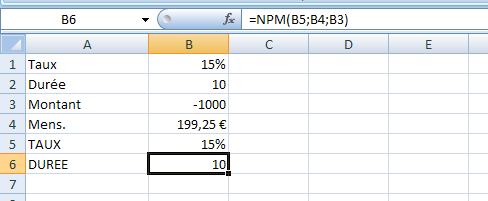 B6 fx =NPM(B5;B4;B3)
A B C D E
1 Taux 15%
2 Durée 10
3 Montant -1000
4 Mens. 199,25 €
5 TAUX 15%
6 DUREE 10
7